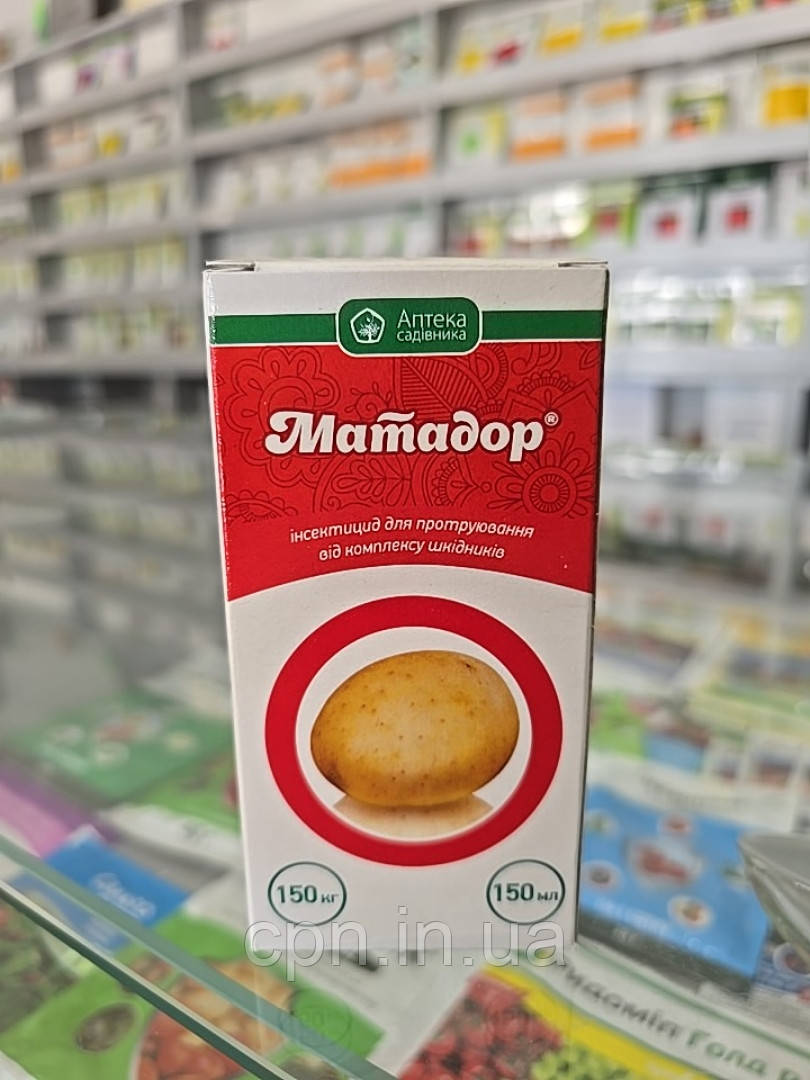 Аптека
садівника
Матадор®
інсектицид для протруювання
від комплексу шкідників
150 кг
150 мл
cpn.in.ua